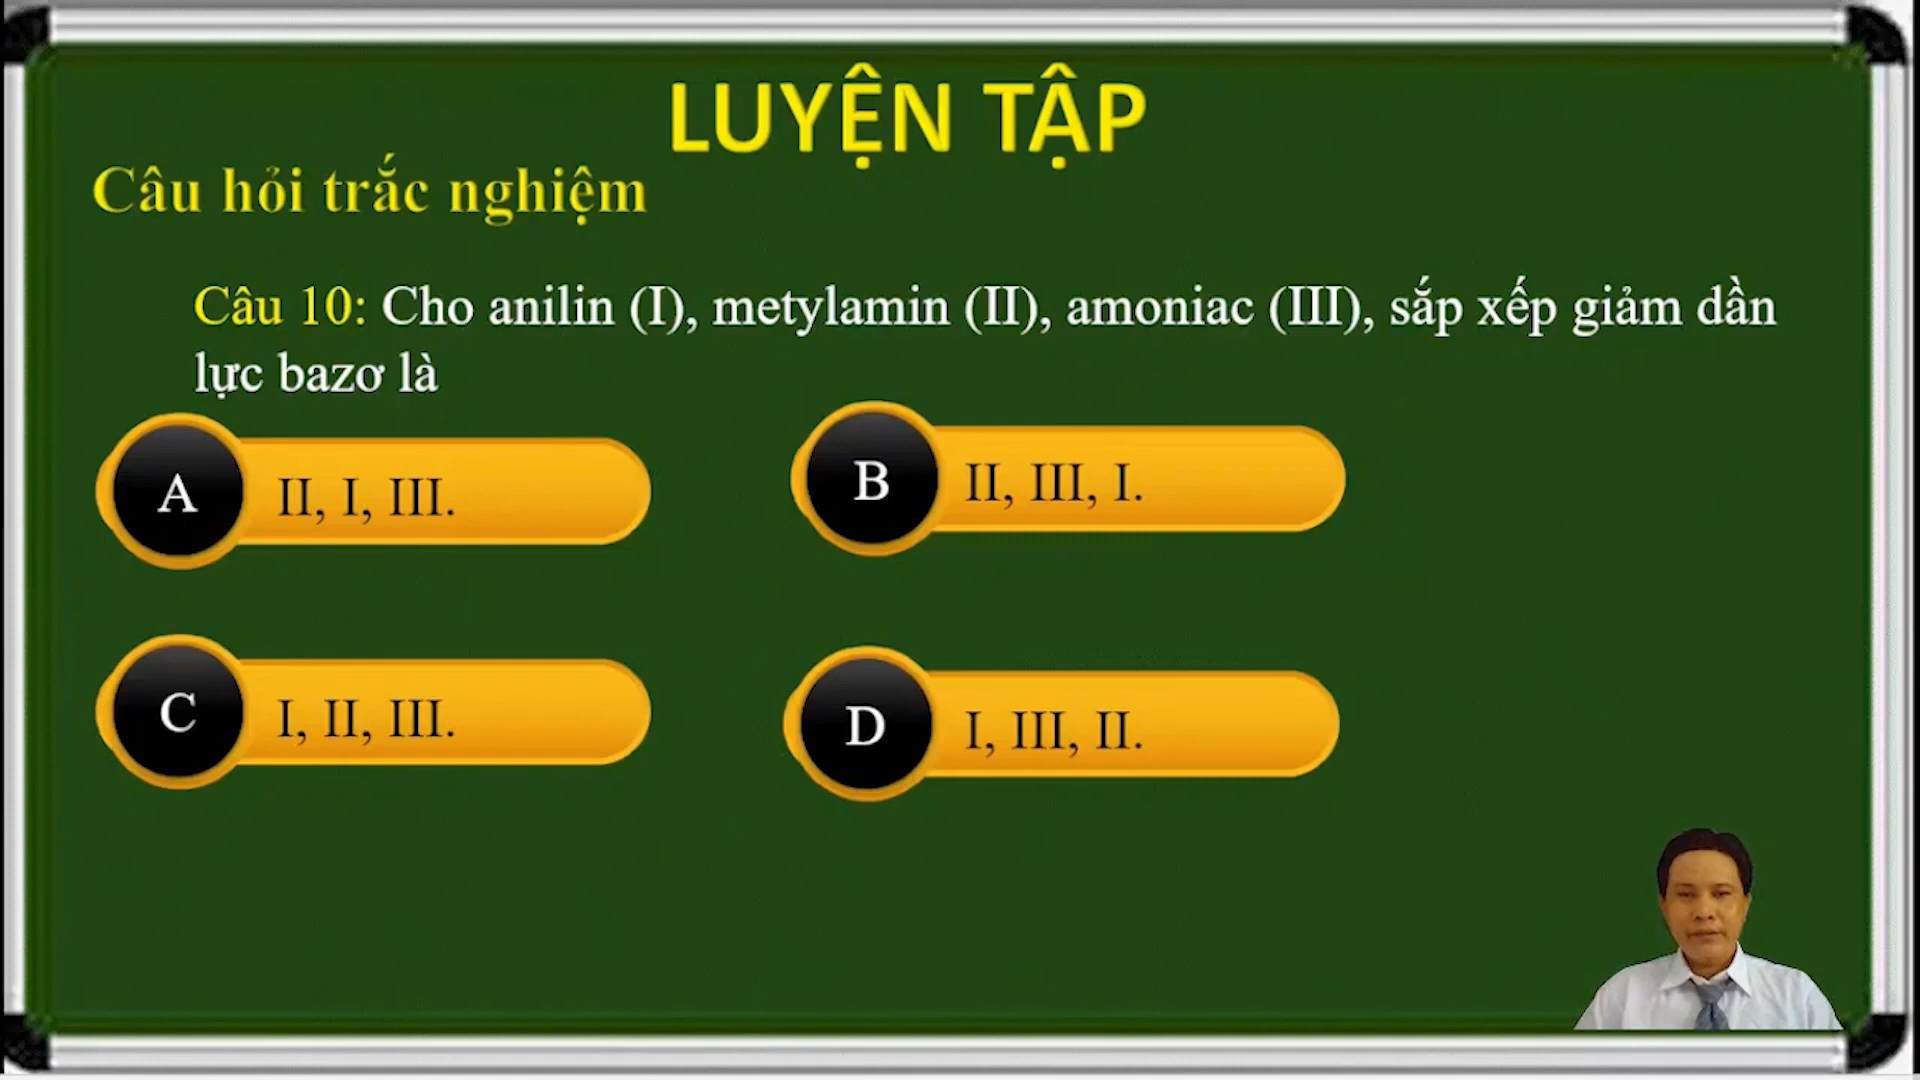 LUYỆN TẬP
Câu hỏi trắc nghiệm
Câu 10: Cho anilin (I), metylamin (II), amoniac (III), sắp xếp giảm dần
lực bazơ là
A II, I, III.
B II, III, I.
C I, II, III.
D I, III, II.